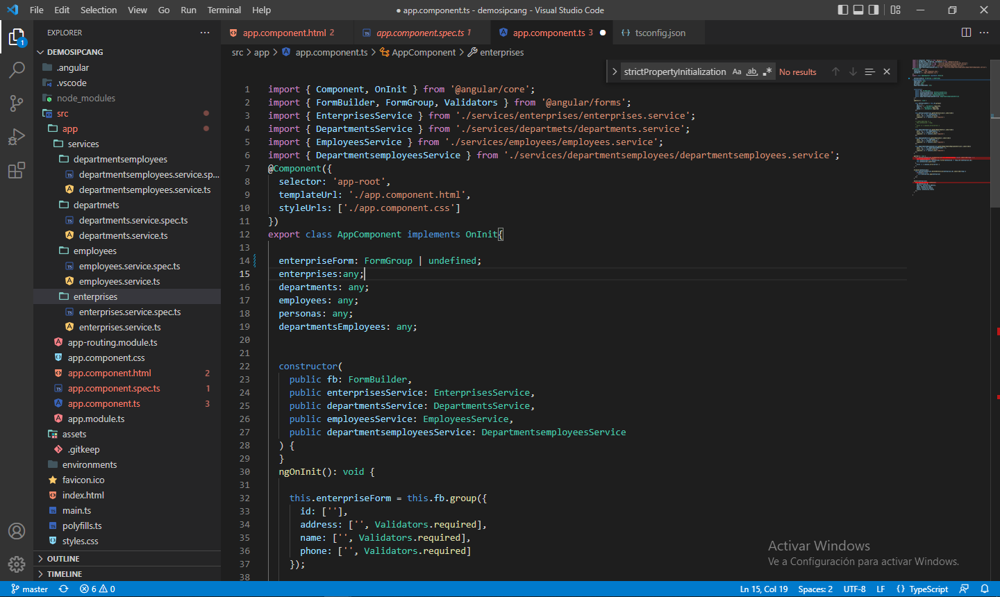 File Edit Selection View Go Run Terminal Help
● app.component.ts - demosipcang - Visual Studio Code
EXPLORER
app.component.html 2
app.component.spec.ts 1
app.component.ts 3
tsconfig.json
src > app > app.component.ts > AppComponent > enterprises
strictPropertyInitialization Aa ab .* No results
1
DEMOSIPCANG
.angular
.vscode
node_modules
src
app
services
departmentsemployees
departmentsemployees.service.sp...
departmentsemployees.service.ts
departmets
departments.service.spec.ts
departments.service.ts
employees
employees.service.spec.ts
employees.service.ts
enterprises
enterprises.service.spec.ts
enterprises.service.ts
app-routing.module.ts
app.component.css
app.component.html 2
app.component.spec.ts 1
app.component.ts 3
app.module.ts
assets
.gitkeep
environments
favicon.ico
index.html
main.ts
polyfills.ts
styles.css
OUTLINE
TIMELINE
1 import { Component, OnInit } from '@angular/core';
2 import { FormBuilder, FormGroup, Validators } from '@angular/forms';
3 import { EnterprisesService } from './services/enterprises/enterprises.service';
4 import { DepartmentsService } from './services/departmets/departments.service';
5 import { EmployeesService } from './services/employees/employees.service';
6 import { DepartmentsemployeesService } from './services/departmentsemployees/departmentsemployees.service';
7 @Component({
8 selector: 'app-root',
9 templateUrl: './app.component.html',
10 styleUrls: ['./app.component.css']
11 })
12 export class AppComponent implements OnInit{
13
14 enterpriseForm: FormGroup | undefined;
15 enterprises:any;
16 departments: any;
17 employees: any;
18 personas: any;
19 departmentsEmployees: any;
20
21
22 constructor(
23 public fb: FormBuilder,
24 public enterprisesService: EnterprisesService,
25 public departmentsService: DepartmentsService,
26 public employeesService: EmployeesService,
27 public departmentsemployeesService: DepartmentsemployeesService
28 ) {
29 }
30 ngOnInit(): void {
31
32 this.enterpriseForm = this.fb.group({
33 id: [''],
34 address: ['', Validators.required],
35 name: ['', Validators.required],
36 phone: ['', Validators.required]
37 });
38
Activar Windows
Ve a Configuración para activar Windows.
master 6 0 Ln 15, Col 19 Spaces: 2 UTF-8 LF {} TypeScript